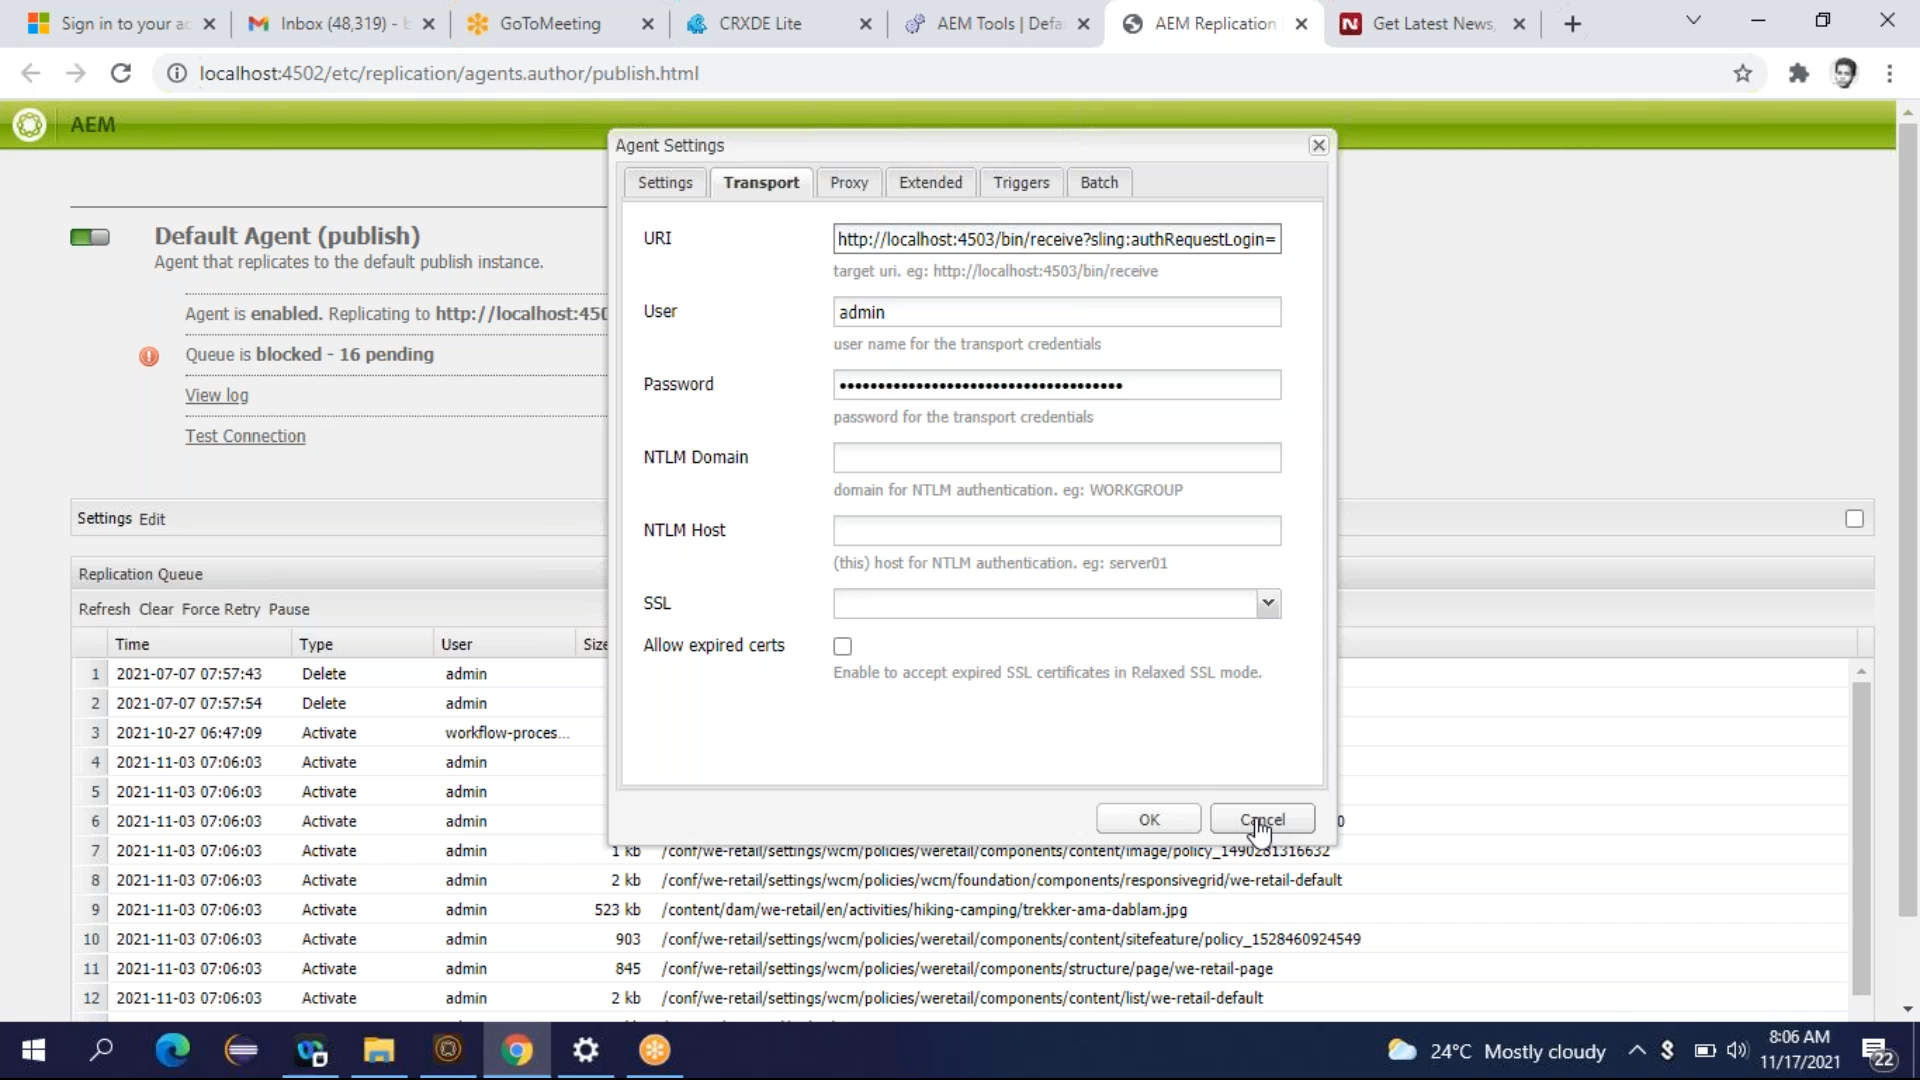 Sign in to your ac
Inbox (48,319) - b
GoToMeeting
CRXDE Lite
AEM Tools | Defa
AEM Replication
Get Latest News,
localhost:4502/etc/replication/agents.author/publish.html
AEM
Agent Settings
Settings
Transport
Proxy
Extended
Triggers
Batch
Default Agent (publish)
Agent that replicates to the default publish instance.
Agent is enabled. Replicating to http://localhost:450
Queue is blocked - 16 pending
View log
Test Connection
URI
http://localhost:4503/bin/receive?sling:authRequestLogin=
target uri. eg: http://localhost:4503/bin/receive
User
admin
user name for the transport credentials
Password
password for the transport credentials
NTLM Domain
domain for NTLM authentication. eg: WORKGROUP
NTLM Host
(this) host for NTLM authentication. eg: server01
SSL
Allow expired certs
Enable to accept expired SSL certificates in Relaxed SSL mode.
OK
Cancel
Settings Edit
Replication Queue
Refresh Clear Force Retry Pause
Time Type User Size
1 2021-07-07 07:57:43 Delete admin
2 2021-07-07 07:57:54 Delete admin
3 2021-10-27 06:47:09 Activate workflow-proces...
4 2021-11-03 07:06:03 Activate admin
5 2021-11-03 07:06:03 Activate admin
6 2021-11-03 07:06:03 Activate admin 0
7 2021-11-03 07:06:03 Activate admin 1 kb /conf/we-retail/settings/wcm/policies/weretail/components/content/image/policy_1490281316632
8 2021-11-03 07:06:03 Activate admin 2 kb /conf/we-retail/settings/wcm/policies/wcm/foundation/components/responsivegrid/we-retail-default
9 2021-11-03 07:06:03 Activate admin 523 kb /content/dam/we-retail/en/activities/hiking-camping/trekker-ama-dablam.jpg
10 2021-11-03 07:06:03 Activate admin 903 /conf/we-retail/settings/wcm/policies/weretail/components/content/sitefeature/policy_1528460924549
11 2021-11-03 07:06:03 Activate admin 845 /conf/we-retail/settings/wcm/policies/weretail/components/structure/page/we-retail-page
12 2021-11-03 07:06:03 Activate admin 2 kb /conf/we-retail/settings/wcm/policies/weretail/components/content/list/we-retail-default
24°C Mostly cloudy
8:06 AM
11/17/2021
22